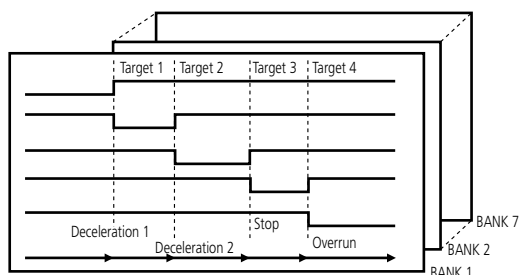 Target 1 Target 2 Target 3 Target 4
Deceleration 1
Deceleration 2
Stop
Overrun
BANK 7
BANK 2
BANK 1